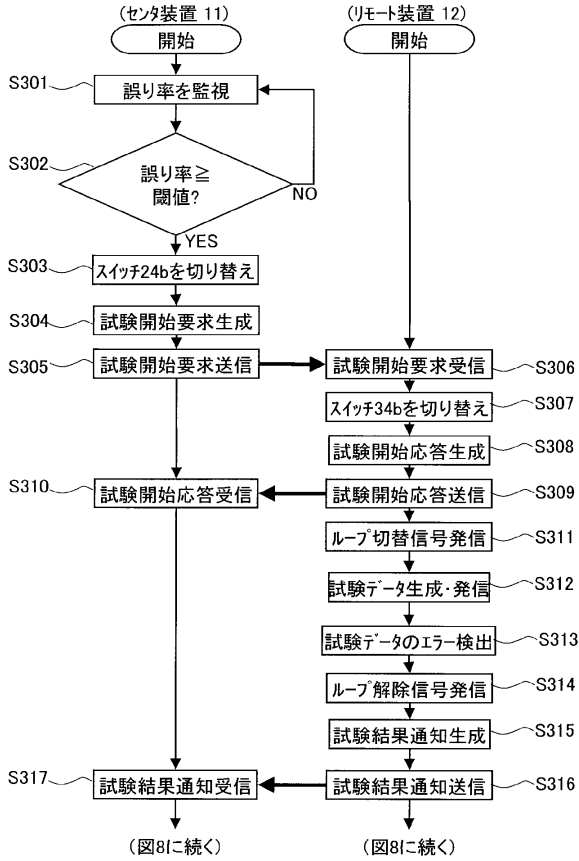 (センタ装置 11)
(リモート装置 12)
開始
開始
S301
誤り率を監視
S302
誤り率≧
閾値?
NO
YES
S303
スイッチ24bを切り替え
S304
試験開始要求生成
S305
試験開始要求送信
試験開始要求受信
S306
スイッチ34bを切り替え
S307
試験開始応答生成
S308
S310
試験開始応答受信
試験開始応答送信
S309
ループ切替信号発信
S311
試験データ生成・発信
S312
試験データのエラー検出
S313
ループ解除信号発信
S314
試験結果通知生成
S315
S317
試験結果通知受信
試験結果通知送信
S316
(図8に続く)
(図8に続く)